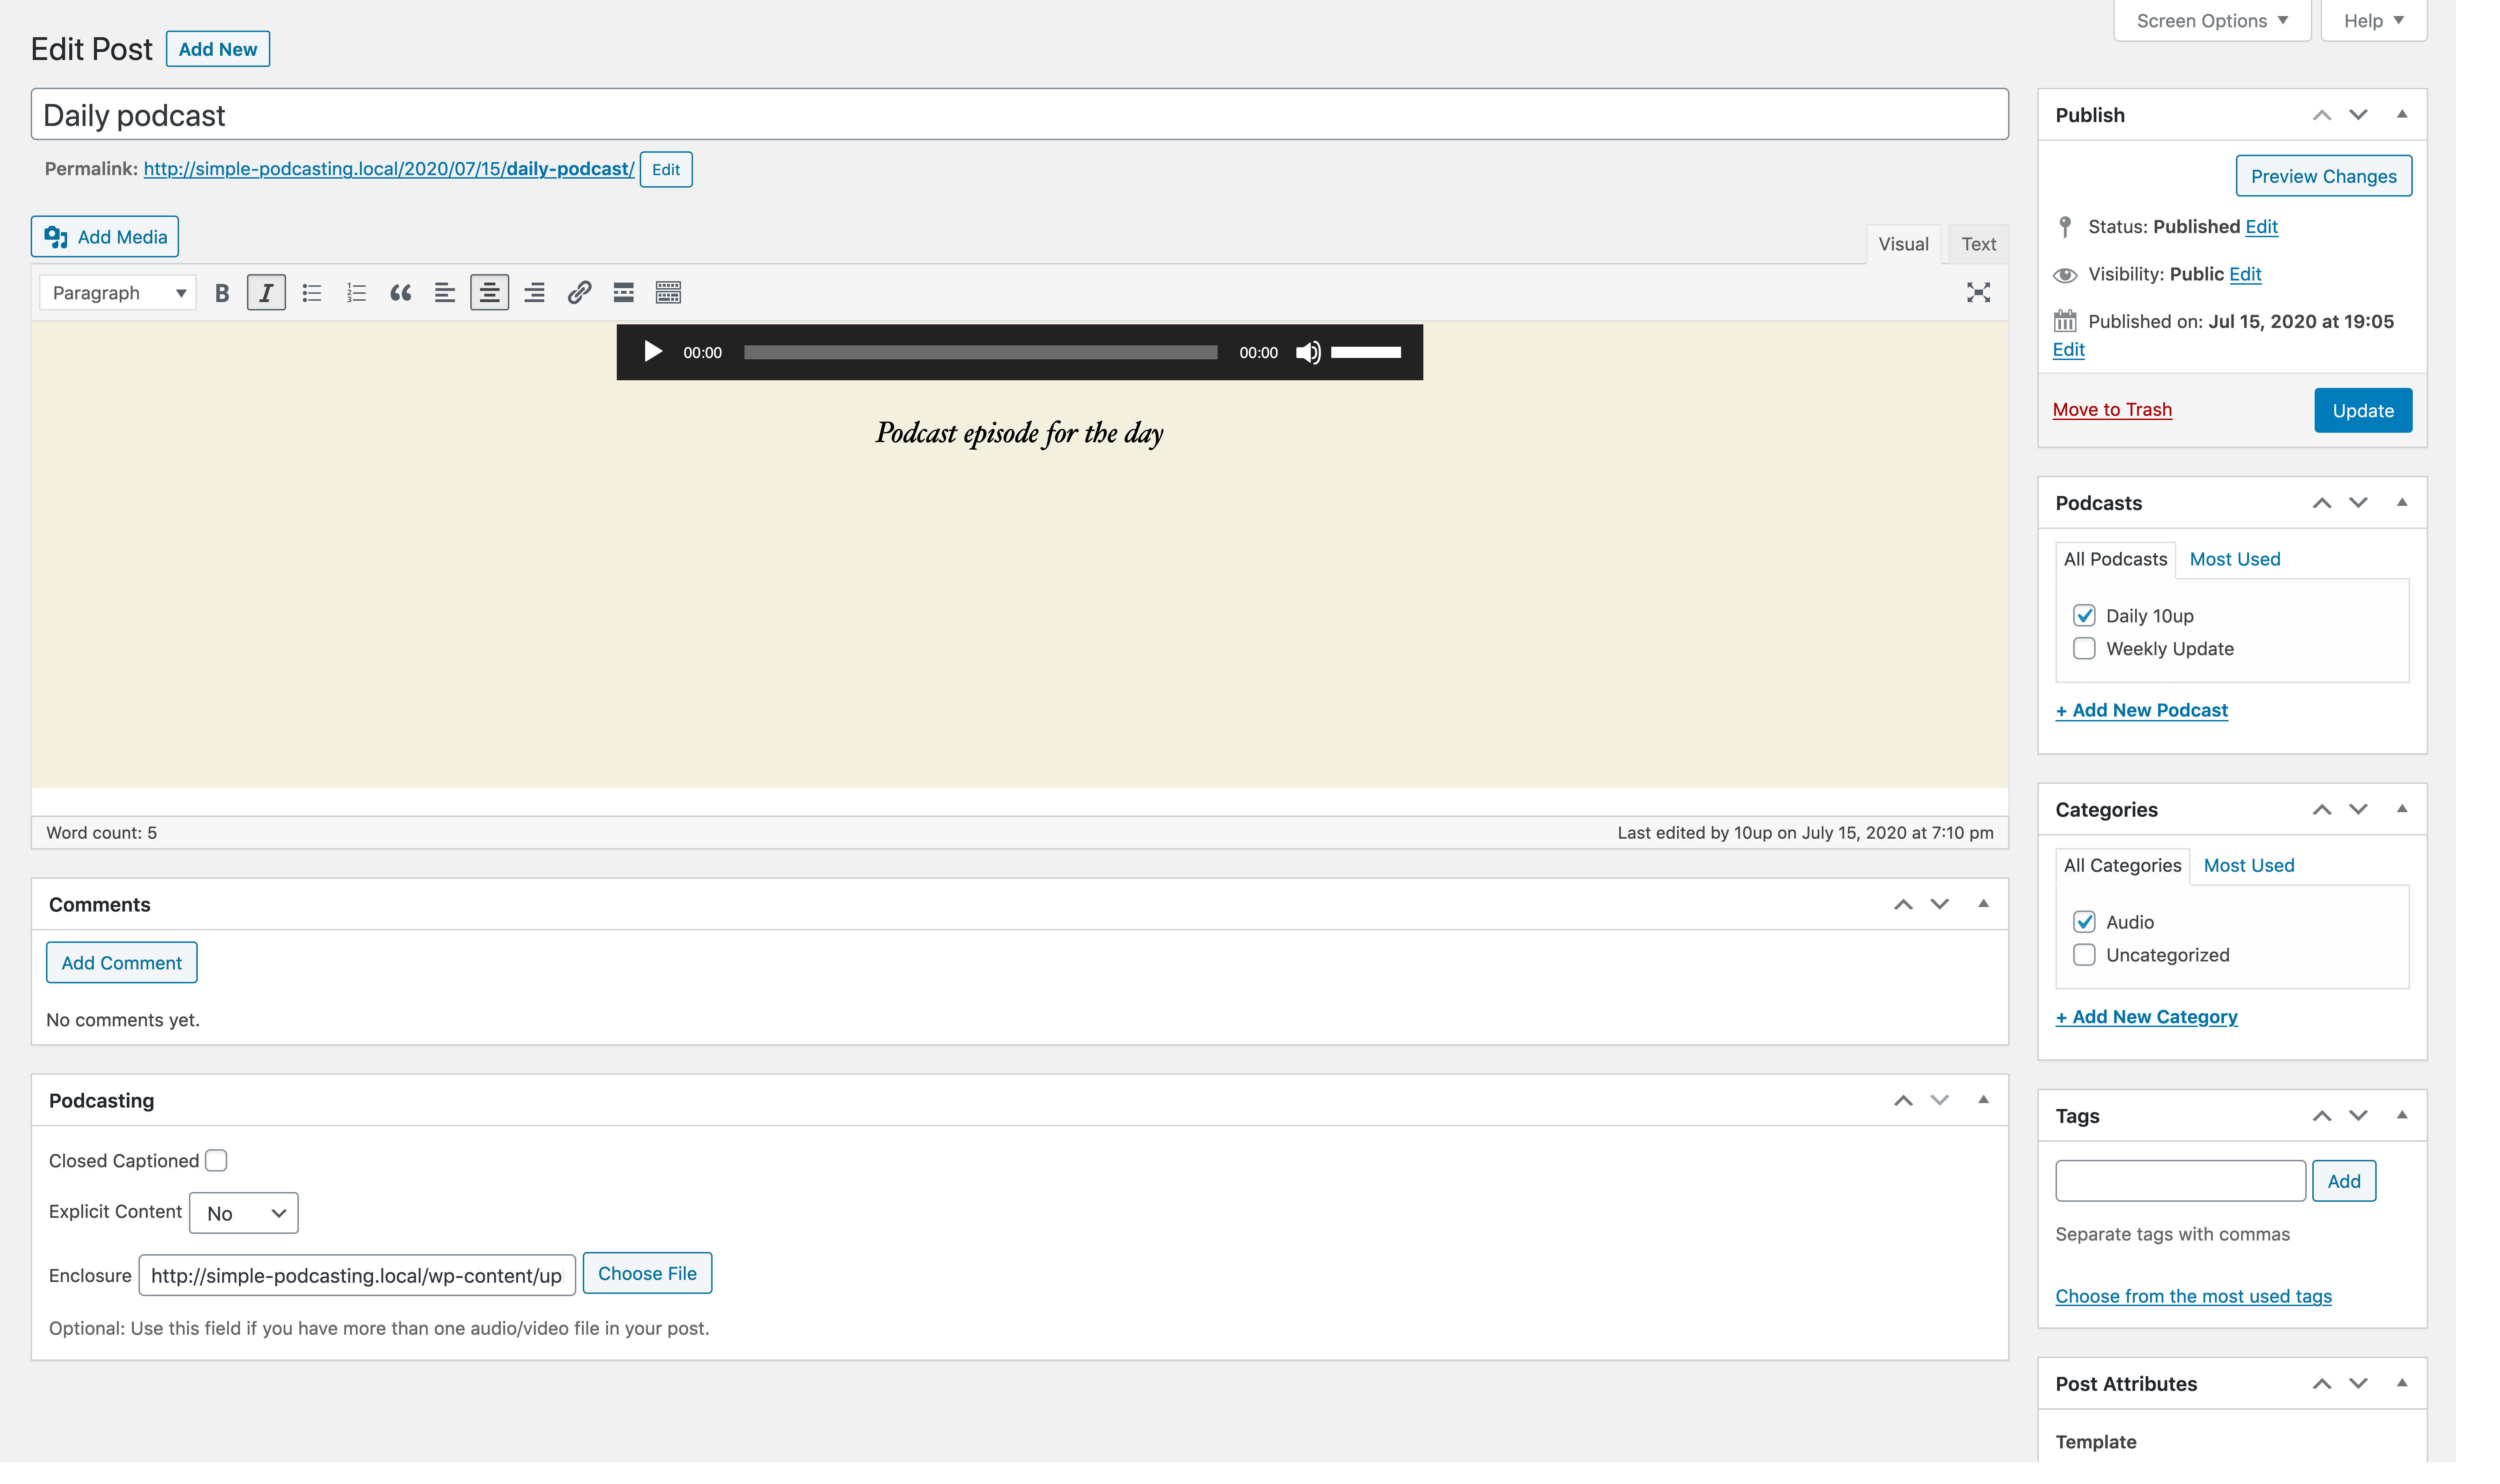 Screen Options
Help
Edit Post
Add New
Daily podcast
Permalink: http://simple-podcasting.local/2020/07/15/daily-podcast/ Edit
Add Media
Visual
Text
Paragraph
B I
00:00
00:00
Podcast episode for the day
Word count: 5
Last edited by 10up on July 15, 2020 at 7:10 pm
Comments
Add Comment
No comments yet.
Podcasting
Closed Captioned
Explicit Content No
Enclosure http://simple-podcasting.local/wp-content/up Choose File
Optional: Use this field if you have more than one audio/video file in your post.
Publish
Preview Changes
Status: Published Edit
Visibility: Public Edit
Published on: Jul 15, 2020 at 19:05
Edit
Move to Trash
Update
Podcasts
All Podcasts
Most Used
Daily 10up
Weekly Update
+ Add New Podcast
Categories
All Categories
Most Used
Audio
Uncategorized
+ Add New Category
Tags
Add
Separate tags with commas
Choose from the most used tags
Post Attributes
Template